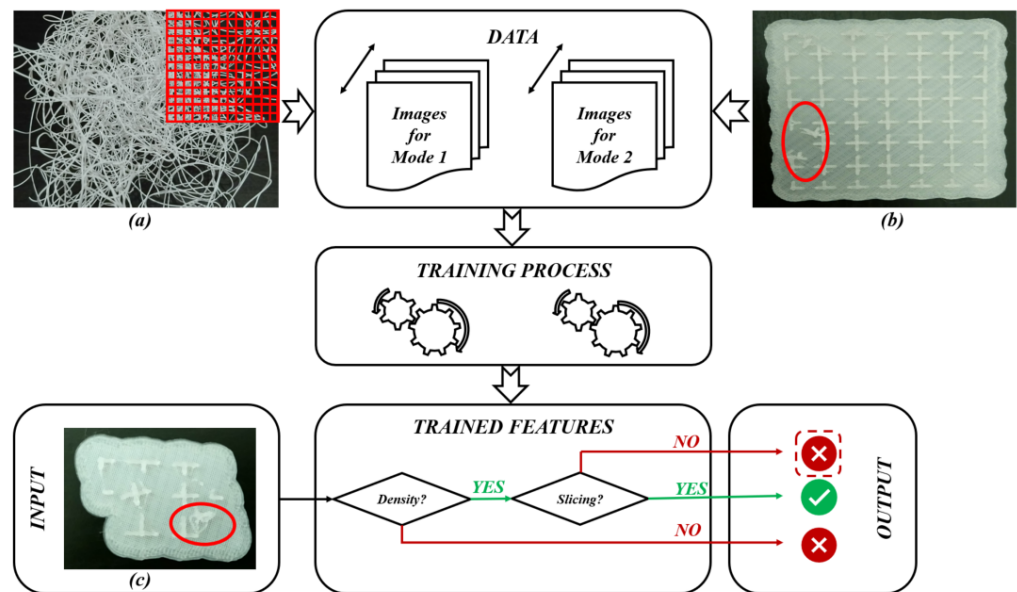 DATA
Images
for
Mode 1
Images
for
Mode 2
(a)
(b)
TRAINING PROCESS
TRAINED FEATURES
INPUT
(c)
Density?
YES
Slicing?
NO
YES
NO
OUTPUT